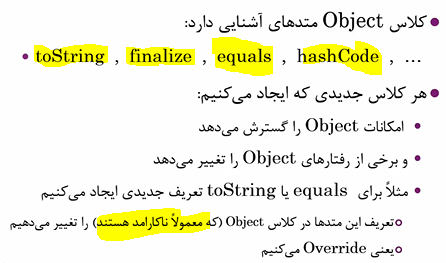 کلاس Object متدهای آشنایی دارد:
toString , finalize , equals , hashCode , ...
هر کلاس جدیدی که ایجاد می‌کنیم:
امکانات Object را گسترش می‌دهد
و برخی از رفتارهای Object را تغییر می‌دهد
مثلاً برای equals یا toString تعریف جدیدی ایجاد می‌کنیم
تعریف این متدها در کلاس Object (که معمولاً ناکارامد هستند) را تغییر می‌دهیم
یعنی Override می‌کنیم